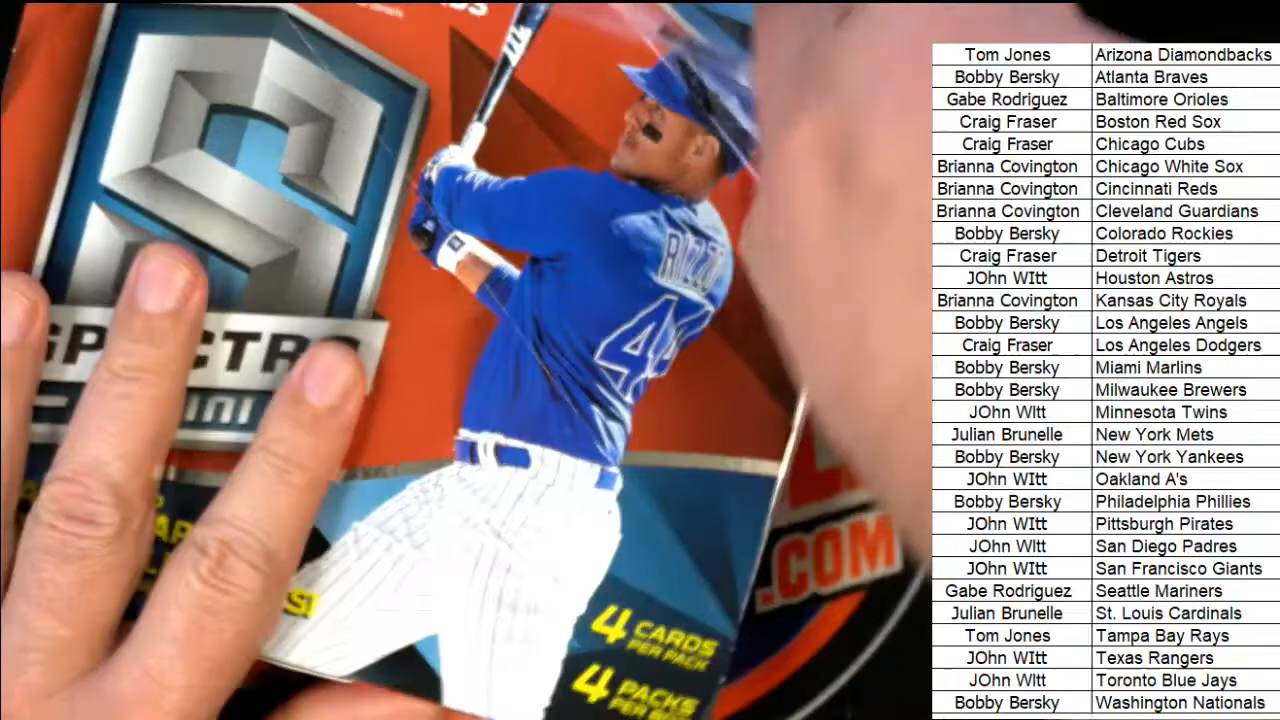 SPECTRA
RIZZO
44
4 CARDS
PER PACK
4 PACKS
PER BOX
.COM
Tom Jones Arizona Diamondbacks
Bobby Bersky Atlanta Braves
Gabe Rodriguez Baltimore Orioles
Craig Fraser Boston Red Sox
Craig Fraser Chicago Cubs
Brianna Covington Chicago White Sox
Brianna Covington Cincinnati Reds
Brianna Covington Cleveland Guardians
Bobby Bersky Colorado Rockies
Craig Fraser Detroit Tigers
JOhn WItt Houston Astros
Brianna Covington Kansas City Royals
Bobby Bersky Los Angeles Angels
Craig Fraser Los Angeles Dodgers
Bobby Bersky Miami Marlins
Bobby Bersky Milwaukee Brewers
JOhn WItt Minnesota Twins
Julian Brunelle New York Mets
Bobby Bersky New York Yankees
JOhn WItt Oakland A's
Bobby Bersky Philadelphia Phillies
JOhn WItt Pittsburgh Pirates
JOhn WItt San Diego Padres
JOhn WItt San Francisco Giants
Gabe Rodriguez Seattle Mariners
Julian Brunelle St. Louis Cardinals
Tom Jones Tampa Bay Rays
JOhn WItt Texas Rangers
JOhn WItt Toronto Blue Jays
Bobby Bersky Washington Nationals